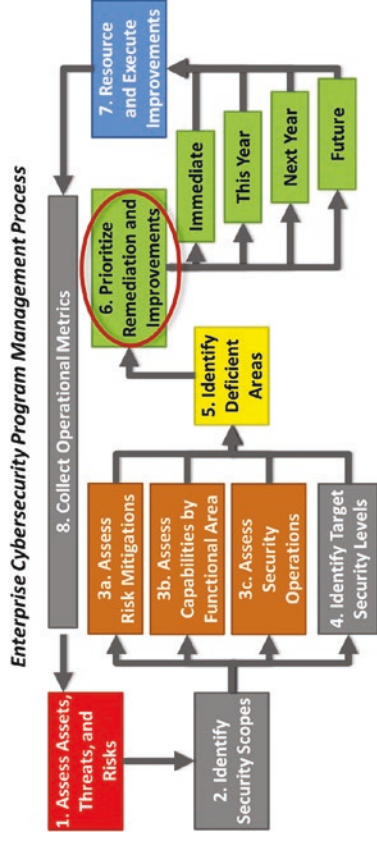 Enterprise Cybersecurity Program Management Process
8. Collect Operational Metrics
1. Assess Assets,
Threats, and
Risks
2. Identify
Security Scopes
3a. Assess
Risk Mitigations
3b. Assess
Capabilities by
Functional Area
3c. Assess
Security
Operations
4. Identify Target
Security Levels
5. Identify
Deficient
Areas
6. Prioritize
Remediation and
Improvements
Immediate
This Year
Next Year
Future
7. Resource
and Execute
Improvements